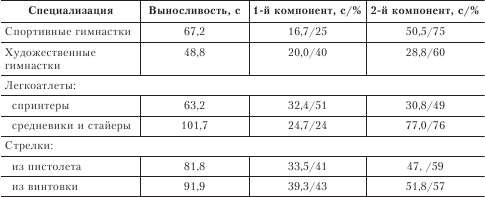 Специализация Выносливость, с 1-й компонент, с/% 2-й компонент, с/%
Спортивные гимнастки 67,2 16,7/25 50,5/75
Художественные 48,8 20,0/40 28,8/60
гимнастки
Легкоатлеты:
спринтеры 63,2 32,4/51 30,8/49
средневики и стайеры 101,7 24,7/24 77,0/76
Стрелки:
из пистолета 81,8 33,5/41 47, /59
из винтовки 91,9 39,3/43 51,8/57